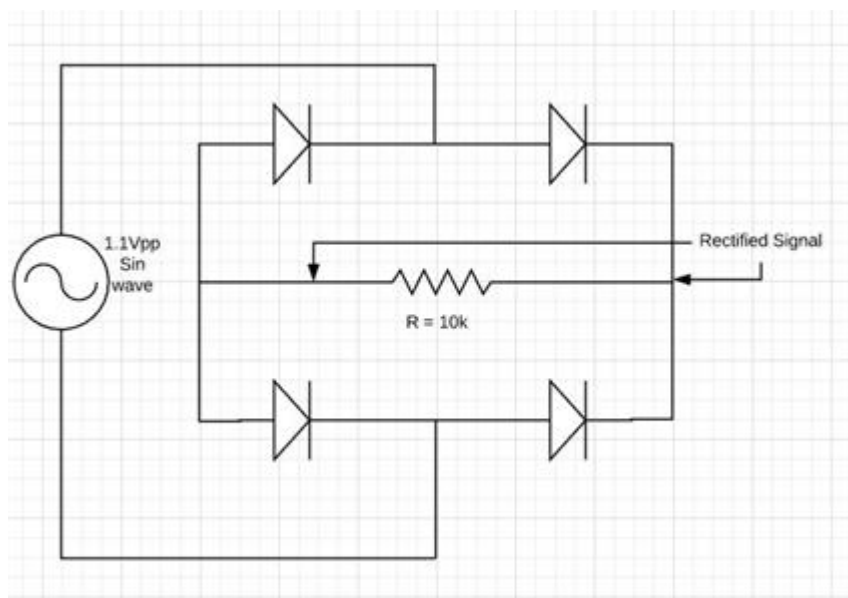 1.1Vpp
Sin
wave
Rectified Signal
R = 10k